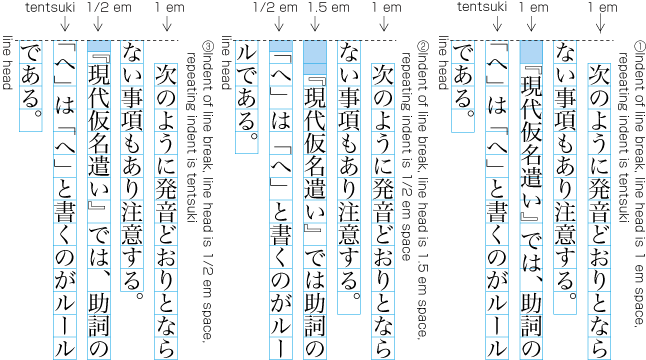 1 em
1 em
tentsuki
①Indent of line break, line head is 1 em space,
repeating indent is tentsuki
次のように発音どおりとなら
ない事項もあり注意する。
『現代仮名遣い』では、助詞の
「へ」は「へ」と書くのがルール
である。
line head
1 em
1.5 em
1/2 em
②Indent of line break, line head is 1.5 em space,
repeating indent is 1/2 em space
次のように発音どおりとなら
ない事項もあり注意する。
『現代仮名遣い』では助詞の
「へ」は「へ」と書くのがルー
ルである。
line head
1 em
1/2 em
tentsuki
③Indent of line break, line head is 1/2 em space,
repeating indent is tentsuki
次のように発音どおりとなら
ない事項もあり注意する。
『現代仮名遣い』では、助詞の
「へ」は「へ」と書くのがルール
である。
line head